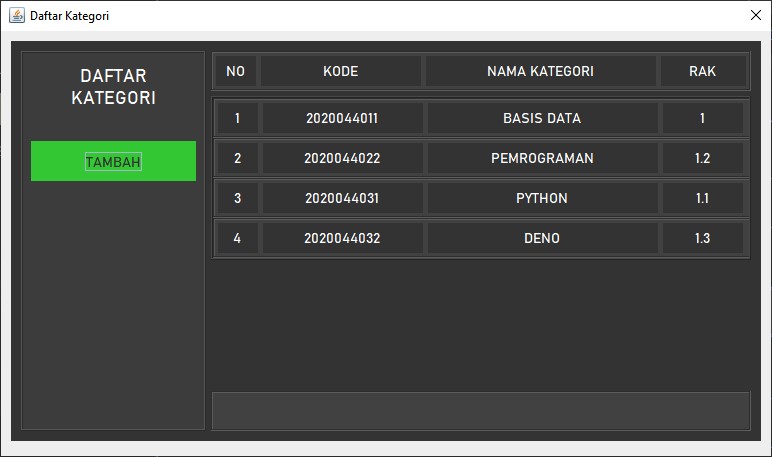 Daftar Kategori
DAFTAR
KATEGORI
TAMBAH
NO KODE NAMA KATEGORI RAK
1 2020044011 BASIS DATA 1
2 2020044022 PEMROGRAMAN 1.2
3 2020044031 PYTHON 1.1
4 2020044032 DENO 1.3